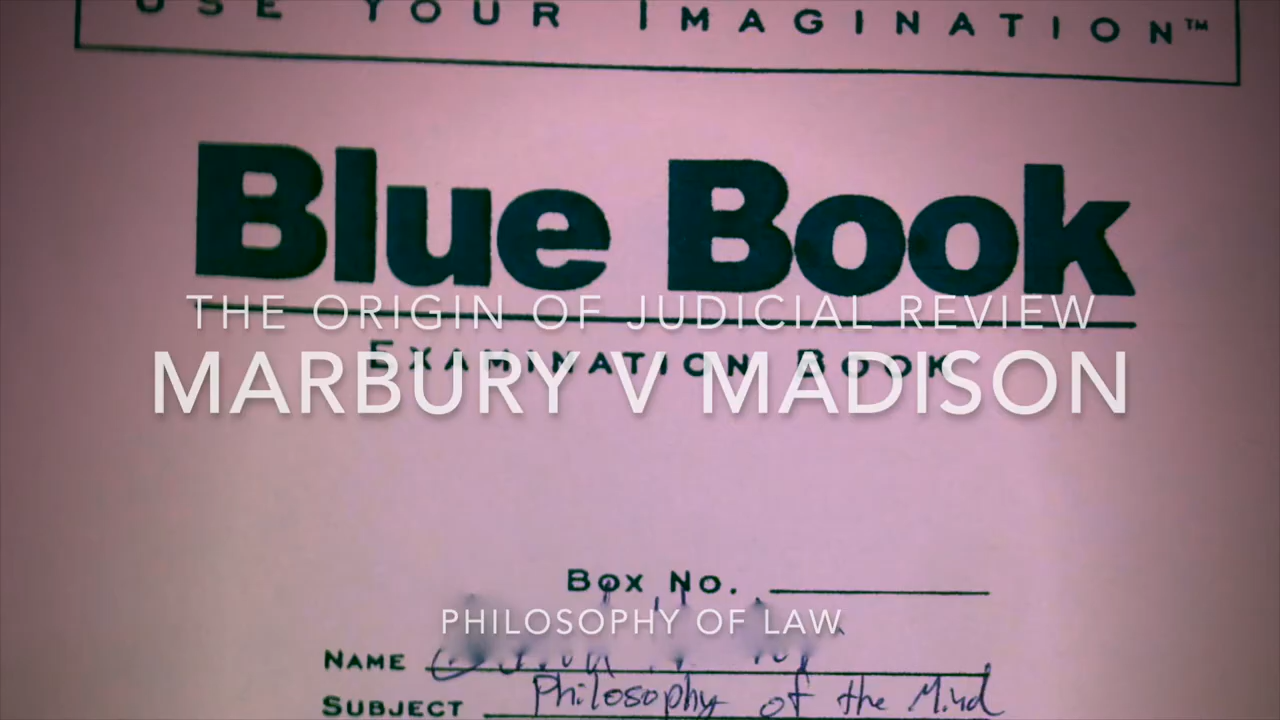 USE YOUR IMAGINATION™
Blue Book
THE ORIGIN OF JUDICIAL REVIEW
EXAMINATION BOOK
MARBURY V MADISON
BOX NO.
PHILOSOPHY OF LAW
NAME
SUBJECT Philosophy of the Mind